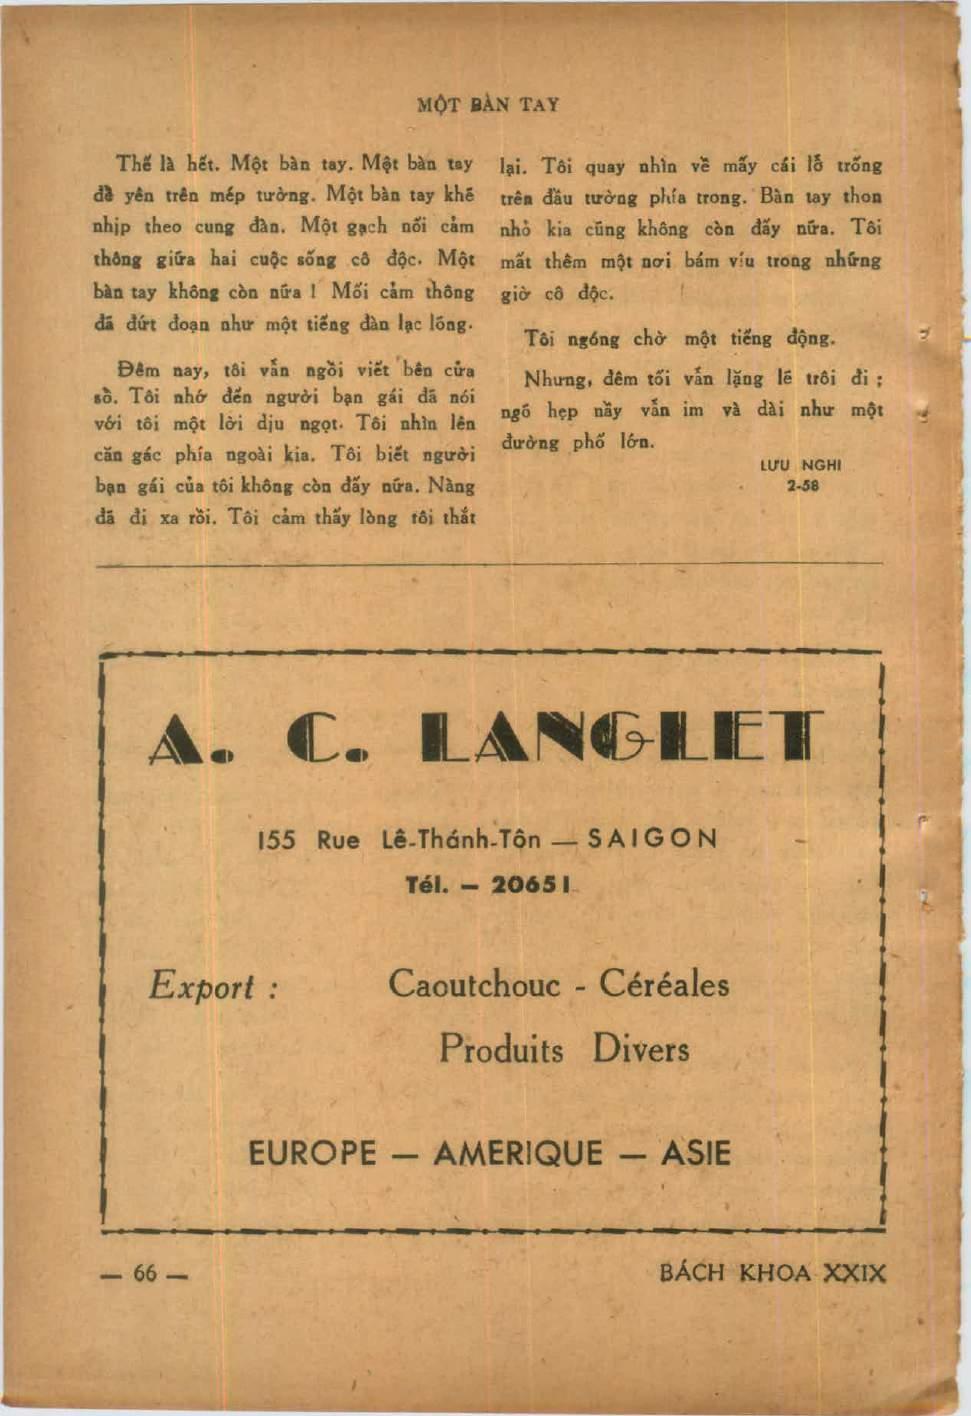 MỘT BÀN TAY
Thế là hết. Một bàn tay. Một bàn tay
để yên trên mép tường. Một bàn tay khẽ
nhịp theo cung đàn. Một gạch nối cảm
thông giữa hai cuộc sống cô độc. Một
bàn tay không còn nữa ! Mối cảm thông
đã đứt đoạn như một tiếng đàn lạc lõng.
Đêm nay, tôi vẫn ngồi viết bên cửa
sổ. Tôi nhớ đến người bạn gái đã nói
với tôi một lời dịu ngọt. Tôi nhìn lên
căn gác phía ngoài kia. Tôi biết người
bạn gái của tôi không còn đấy nữa. Nàng
đã đi xa rồi. Tôi cảm thấy lòng tôi thắt
lại. Tôi quay nhìn về mấy cái lỗ trống
trên đầu tường phía trong. Bàn tay thon
nhỏ kia cũng không còn đấy nữa. Tôi
mất thêm một nơi bám víu trong những
giờ cô độc.
Tôi ngóng chờ một tiếng động.
Nhưng, đêm tối vẫn lặng lẽ trôi đi ;
ngõ hẹp nầy vẫn im và dài như một
đường phố lớn.
LƯU NGHI
2-58
A. C. LANGLET
155 Rue Lê-Thánh-Tôn — SAIGON
Tél. — 20651
Export : Caoutchouc - Céréales
Produits Divers
EUROPE — AMERIQUE — ASIE
— 66 —
BÁCH KHOA XXIX